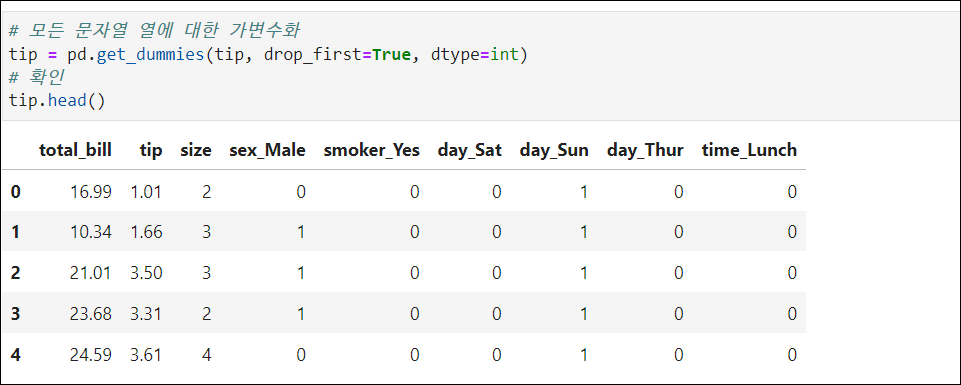 # 모든 문자열 열에 대한 가변수화
tip = pd.get_dummies(tip, drop_first=True, dtype=int)
# 확인
tip.head()
total_bill tip size sex_Male smoker_Yes day_Sat day_Sun day_Thur time_Lunch
0 16.99 1.01 2 0 0 0 1 0 0
1 10.34 1.66 3 1 0 0 1 0 0
2 21.01 3.50 3 1 0 0 1 0 0
3 23.68 3.31 2 1 0 0 1 0 0
4 24.59 3.61 4 0 0 0 1 0 0